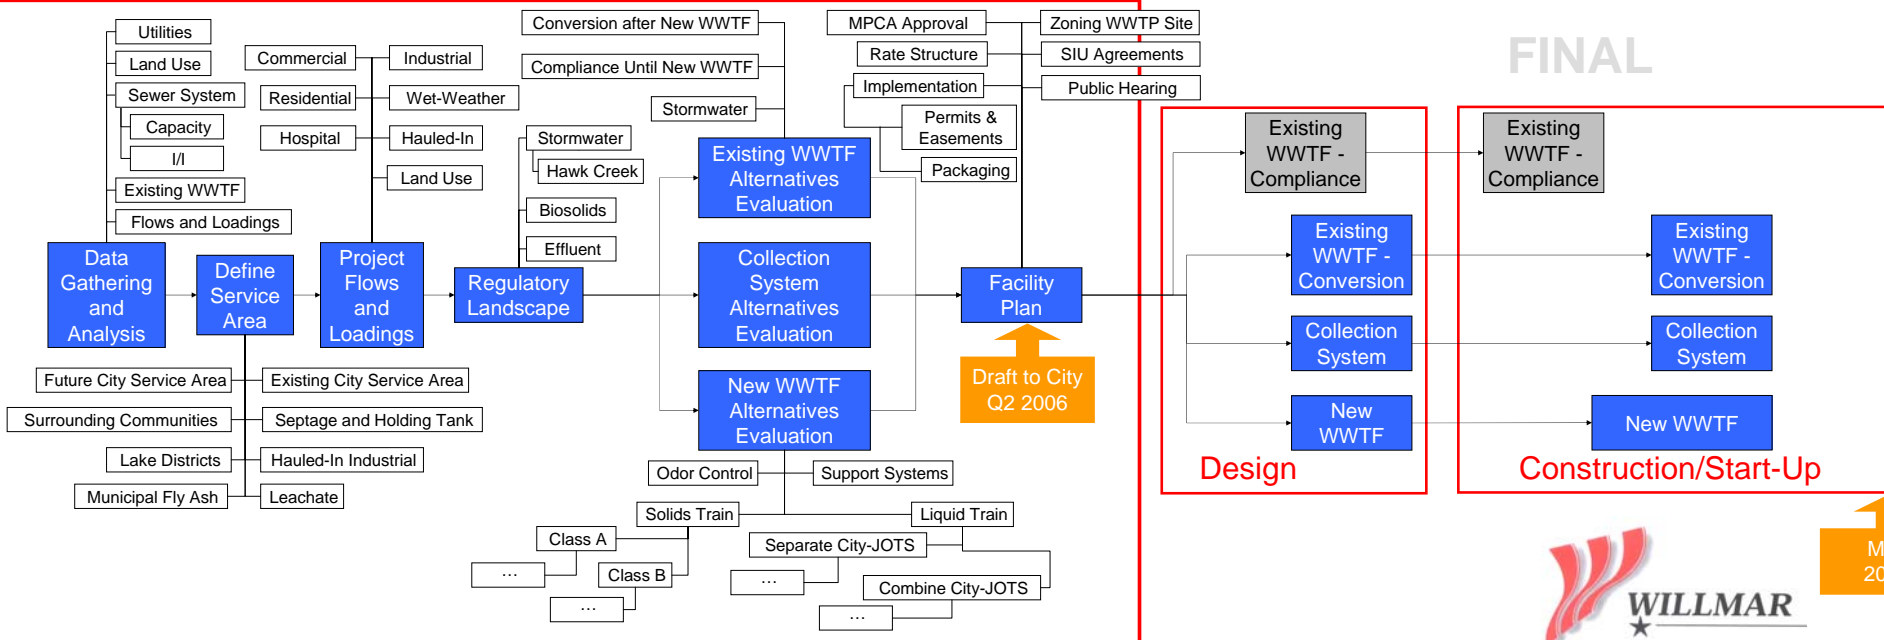 Utilities
Land Use
Sewer System
Capacity
I/I
Existing WWTF
Flows and Loadings
Data
Gathering
and
Analysis
Define
Service
Area
Future City Service Area
Existing City Service Area
Surrounding Communities
Septage and Holding Tank
Lake Districts
Hauled-In Industrial
Municipal Fly Ash
Leachate
Commercial
Industrial
Residential
Wet-Weather
Hospital
Hauled-In
Land Use
Project
Flows
and
Loadings
Stormwater
Hawk Creek
Biosolids
Effluent
Regulatory
Landscape
Conversion after New WWTF
Compliance Until New WWTF
Stormwater
Existing WWTF
Alternatives
Evaluation
Collection
System
Alternatives
Evaluation
New WWTF
Alternatives
Evaluation
Odor Control
Support Systems
Solids Train
Liquid Train
Class A
...
Class B
...
Separate City-JOTS
...
Combine City-JOTS
...
MPCA Approval
Zoning WWTP Site
Rate Structure
SIU Agreements
Implementation
Public Hearing
Permits &
Easements
Packaging
Facility
Plan
Draft to City
Q2 2006
FINAL
Existing
WWTF -
Compliance
Existing
WWTF -
Conversion
Collection
System
New
WWTF
Design
Existing
WWTF -
Compliance
Existing
WWTF -
Conversion
Collection
System
New WWTF
Construction/Start-Up
WILLMAR